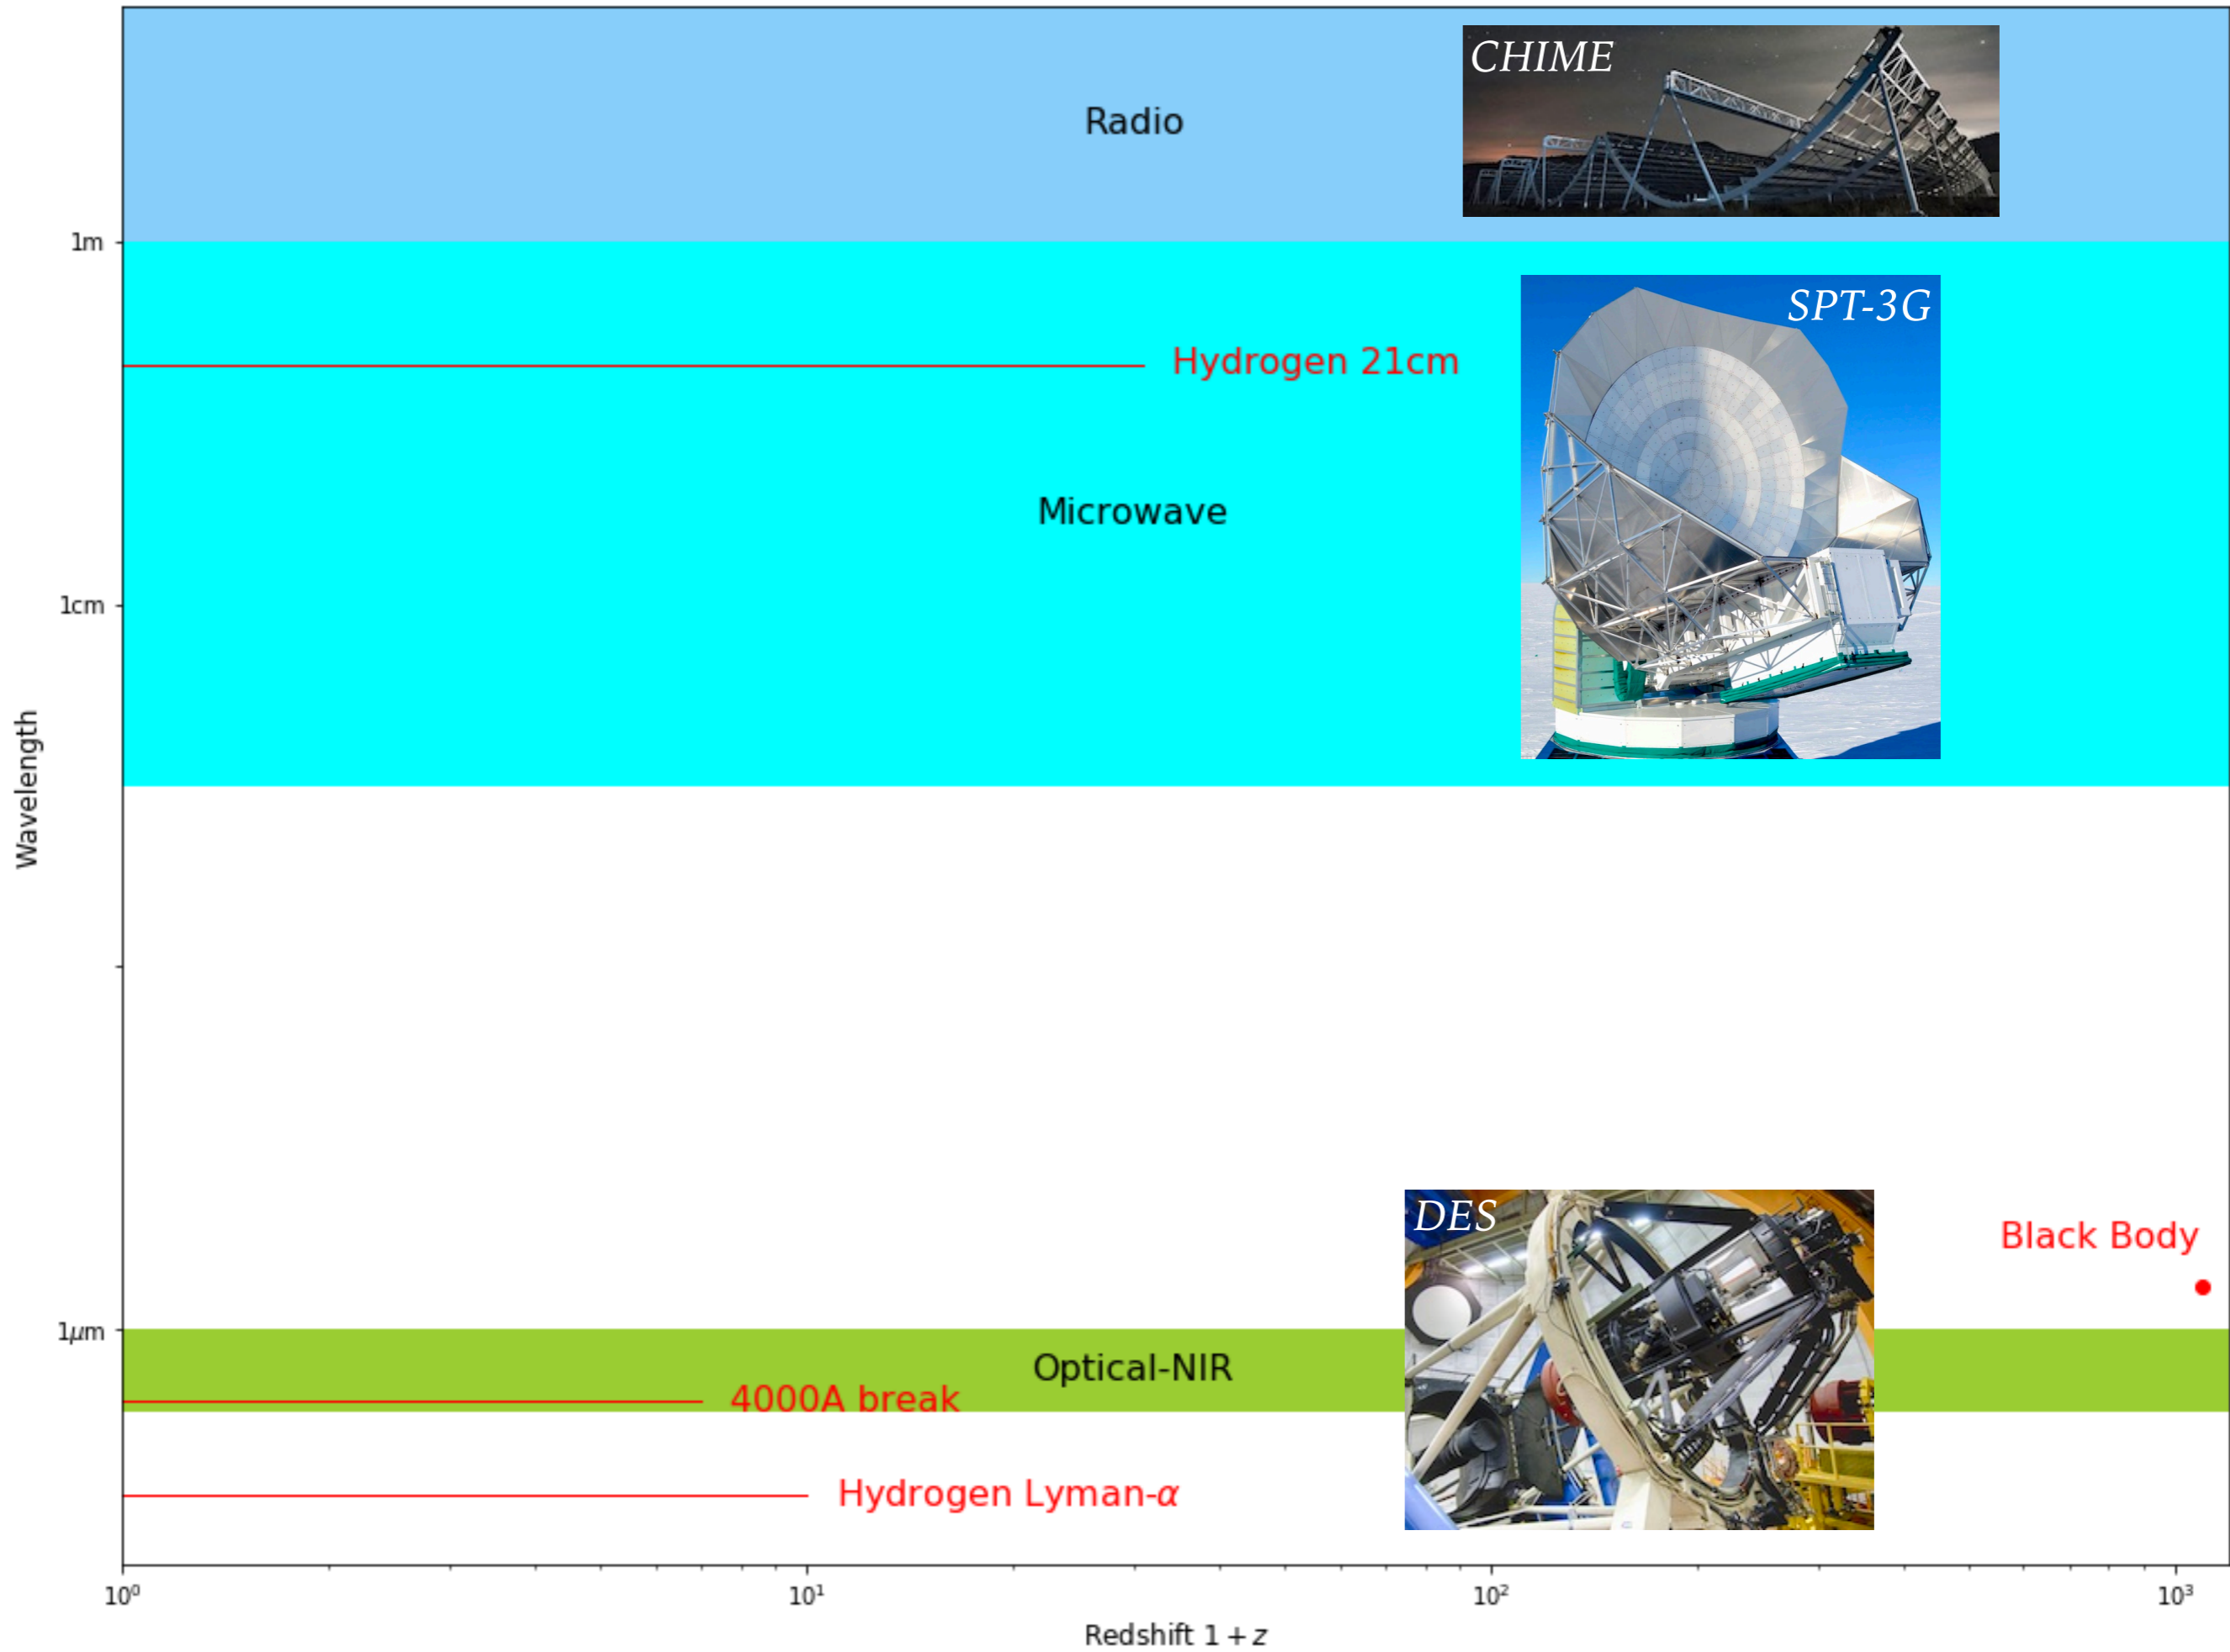 CHIME
Radio
1m
SPT-3G
Hydrogen 21cm
Microwave
1cm
Wavelength
DES
Black Body
1μm
Optical-NIR
4000A break
Hydrogen Lyman-α
10⁰ 10¹ 10² 10³
Redshift 1 + z